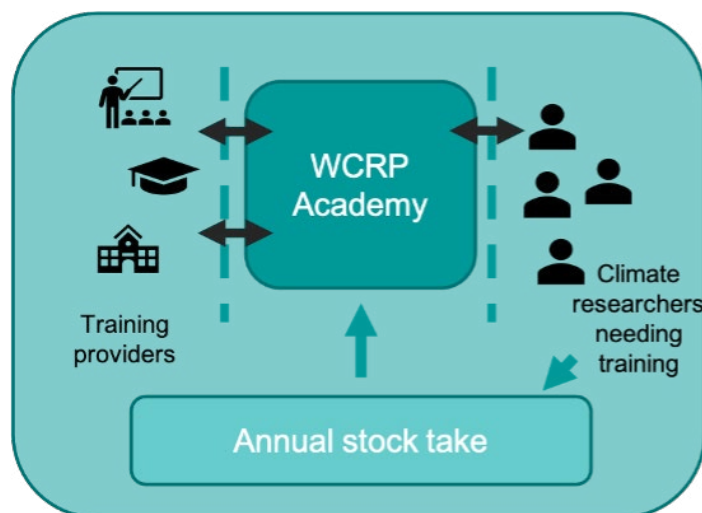 WCRP
Academy
Training
providers
Climate
researchers
needing
training
Annual stock take